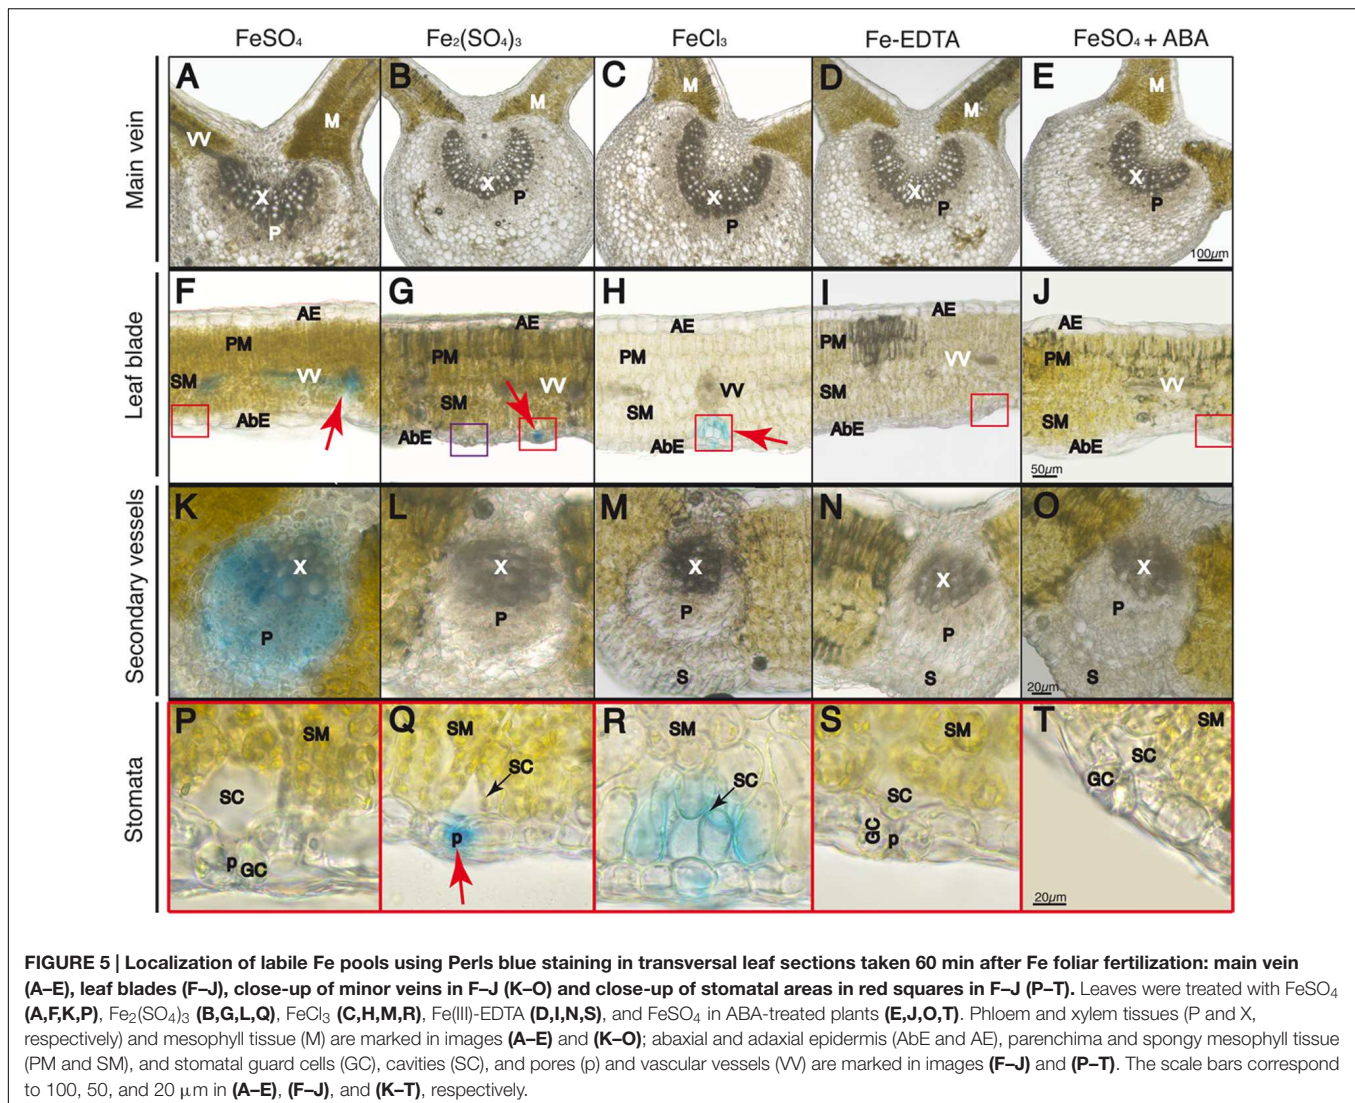 FeSO₄ Fe₂(SO₄)₃ FeCl₃ Fe-EDTA FeSO₄ + ABA
Main vein
A VV M X P
B M X P
C M X P
D M X P
E M X P 100µm
Leaf blade
F AE PM SM VV AbE
G AE PM VV SM AbE
H AE PM VV SM AbE
I AE PM VV SM AbE
J AE PM VV SM AbE 50µm
Secondary vessels
K X P
L X P
M X P S
N X P S
O X P S 20µm
Stomata
P SM SC p GC
Q SM SC p
R SM SC
S SM SC GC p
T SM SC GC 20µm
FIGURE 5 | Localization of labile Fe pools using Perls blue staining in transversal leaf sections taken 60 min after Fe foliar fertilization: main vein
(A–E), leaf blades (F–J), close-up of minor veins in F–J (K–O) and close-up of stomatal areas in red squares in F–J (P–T). Leaves were treated with FeSO₄
(A,F,K,P), Fe₂(SO₄)₃ (B,G,L,Q), FeCl₃ (C,H,M,R), Fe(III)-EDTA (D,I,N,S), and FeSO₄ in ABA-treated plants (E,J,O,T). Phloem and xylem tissues (P and X,
respectively) and mesophyll tissue (M) are marked in images (A–E) and (K–O); abaxial and adaxial epidermis (AbE and AE), parenchima and spongy mesophyll tissue
(PM and SM), and stomatal guard cells (GC), cavities (SC), and pores (p) and vascular vessels (VV) are marked in images (F–J) and (P–T). The scale bars correspond
to 100, 50, and 20 µm in (A–E), (F–J), and (K–T), respectively.